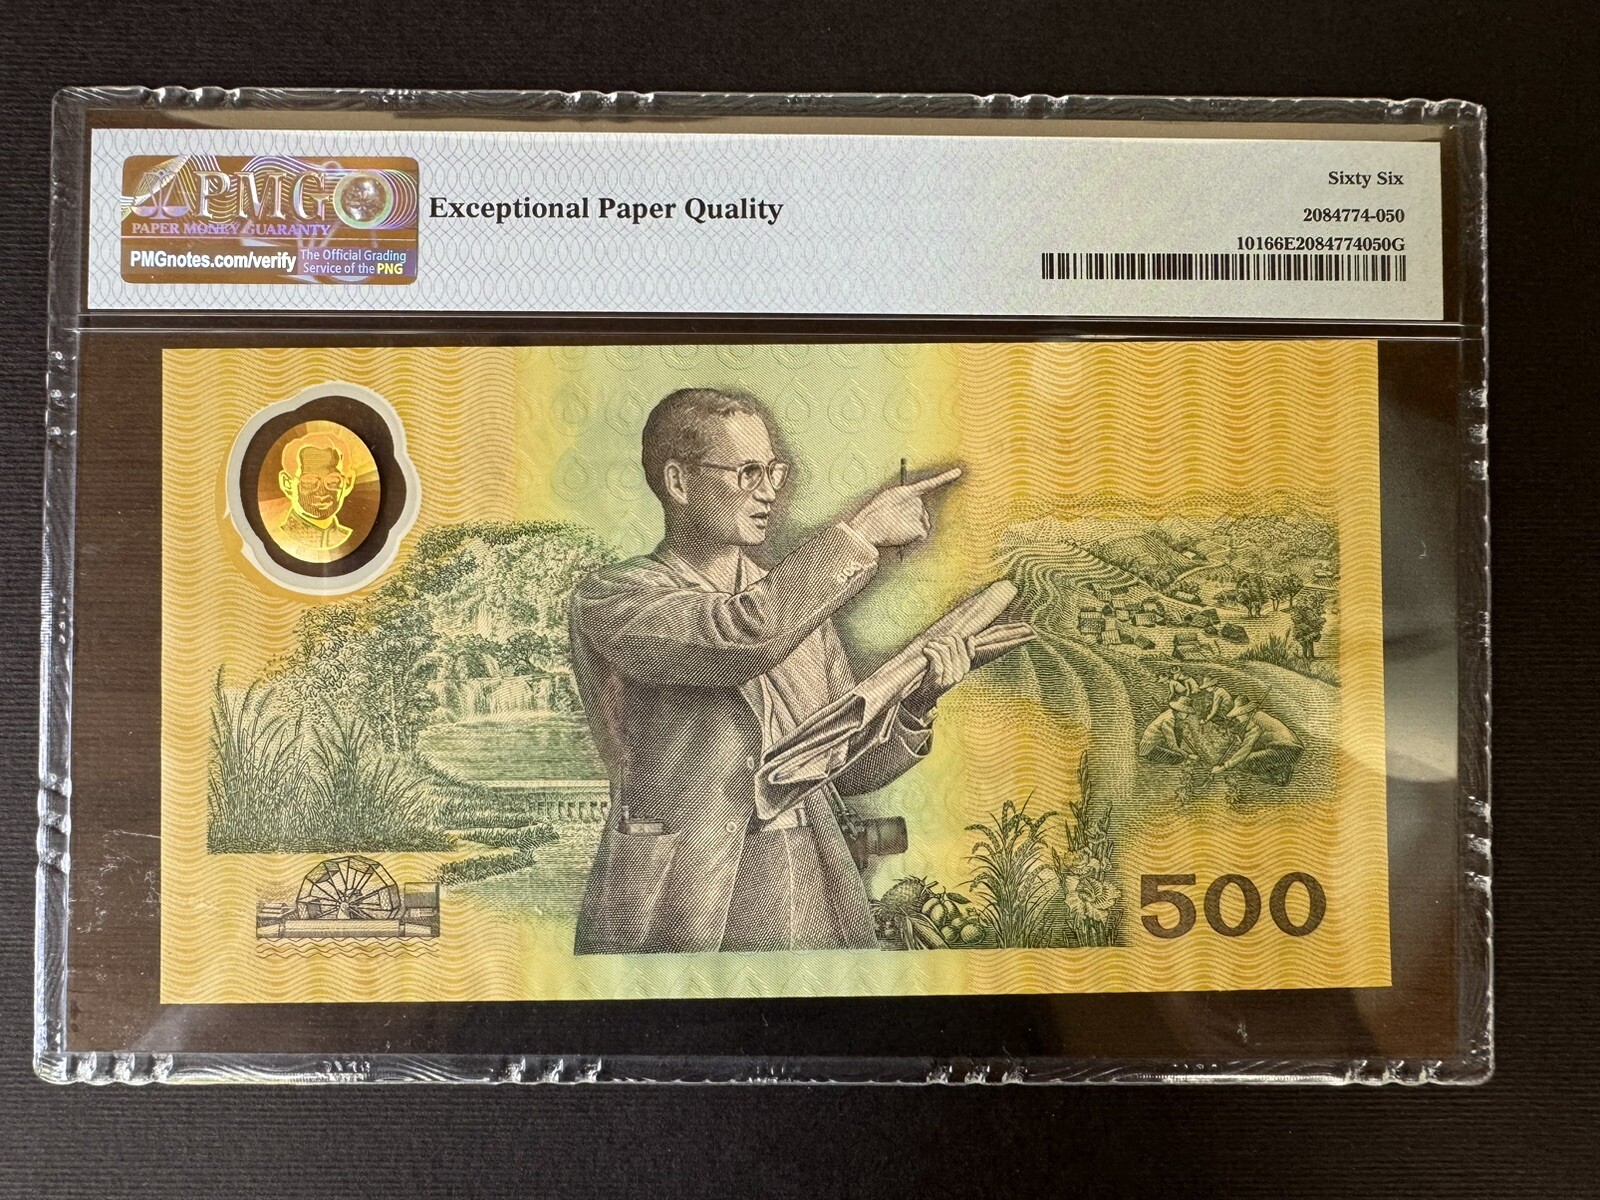 PMG
PAPER MONEY GUARANTY
PMGnotes.com/verify
The Official Grading
Service of the PNG
Exceptional Paper Quality
Sixty Six
2084774-050
10166E2084774050G
500